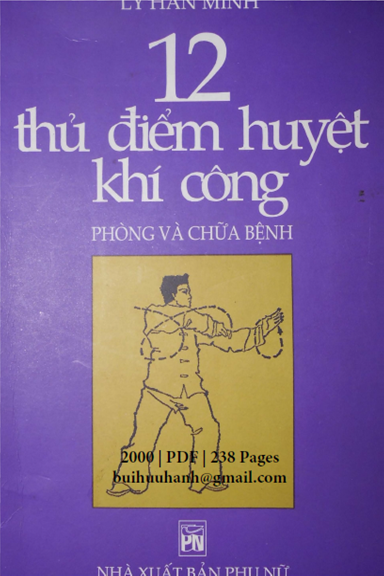 LÝ HÁN MINH
12
thủ điểm huyệt
khí công
PHÒNG VÀ CHỮA BỆNH
2000 | PDF | 238 Pages
buihuuhanh@gmail.com
PN
NHÀ XUẤT BẢN PHỤ NỮ